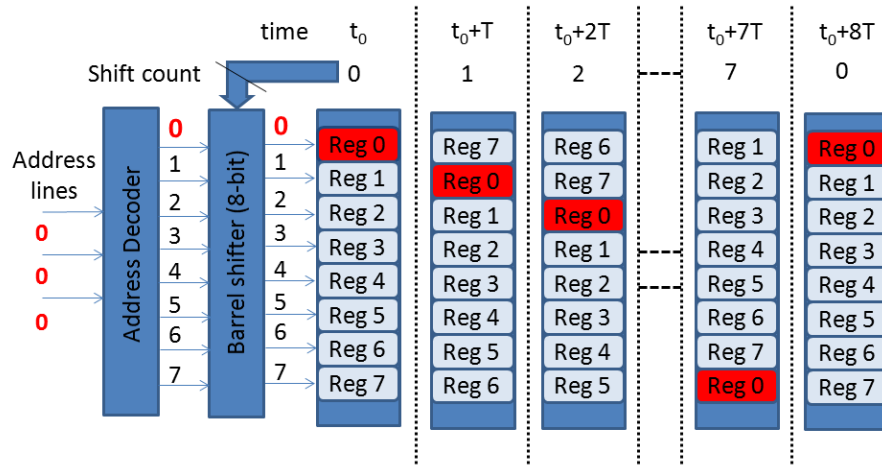 time t₀ t₀+T t₀+2T t₀+7T t₀+8T
Shift count 0 1 2 7 0
Address lines
0
0
0
Address Decoder
0
1
2
3
4
5
6
7
Barrel shifter (8-bit)
0
1
2
3
4
5
6
7
Reg 0
Reg 1
Reg 2
Reg 3
Reg 4
Reg 5
Reg 6
Reg 7
Reg 7
Reg 0
Reg 1
Reg 2
Reg 3
Reg 4
Reg 5
Reg 6
Reg 6
Reg 7
Reg 0
Reg 1
Reg 2
Reg 3
Reg 4
Reg 5
Reg 1
Reg 2
Reg 3
Reg 4
Reg 5
Reg 6
Reg 7
Reg 0
Reg 0
Reg 1
Reg 2
Reg 3
Reg 4
Reg 5
Reg 6
Reg 7